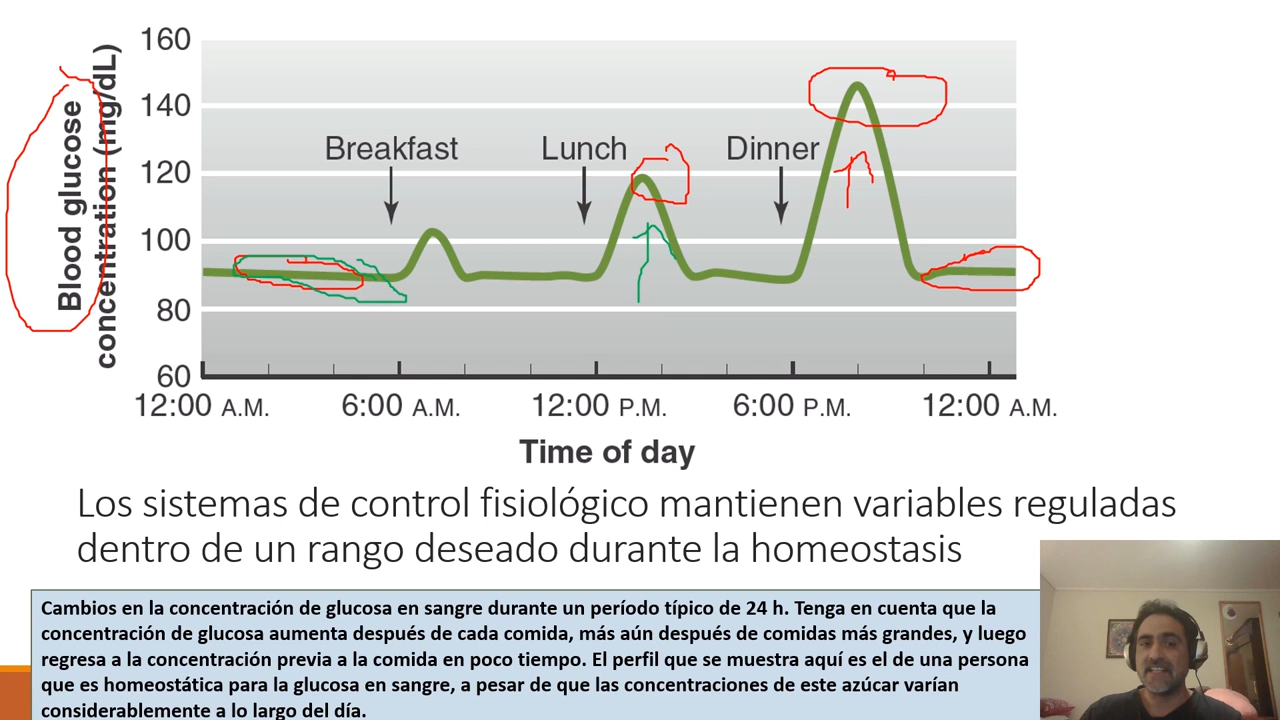 160
140
120
100
80
60
Blood glucose
concentration (mg/dL)
Breakfast
Lunch
Dinner
12:00 A.M.
6:00 A.M.
12:00 P.M.
6:00 P.M.
12:00 A.M.
Time of day
Los sistemas de control fisiológico mantienen variables reguladas
dentro de un rango deseado durante la homeostasis
Cambios en la concentración de glucosa en sangre durante un período típico de 24 h. Tenga en cuenta que la
concentración de glucosa aumenta después de cada comida, más aún después de comidas más grandes, y luego
regresa a la concentración previa a la comida en poco tiempo. El perfil que se muestra aquí es el de una persona
que es homeostática para la glucosa en sangre, a pesar de que las concentraciones de este azúcar varían
considerablemente a lo largo del día.